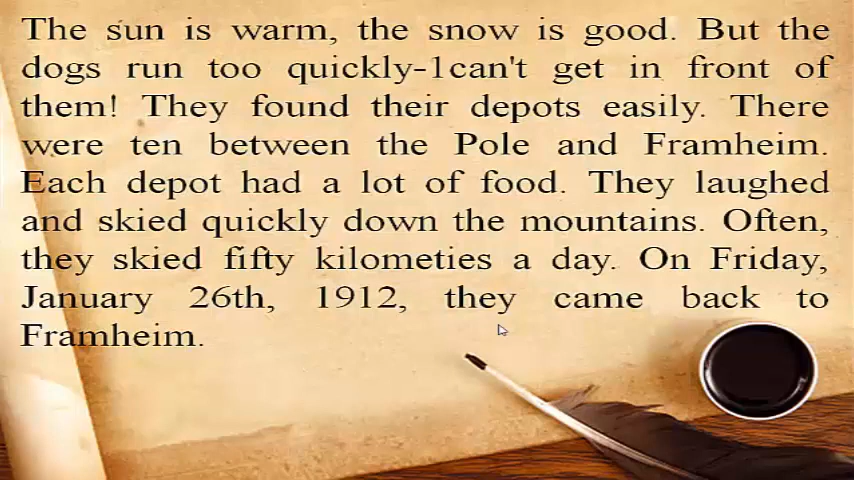 The sun is warm, the snow is good. But the
dogs run too quickly-1can't get in front of
them! They found their depots easily. There
were ten between the Pole and Framheim.
Each depot had a lot of food. They laughed
and skied quickly down the mountains. Often,
they skied fifty kilometies a day. On Friday,
January 26th, 1912, they came back to
Framheim.